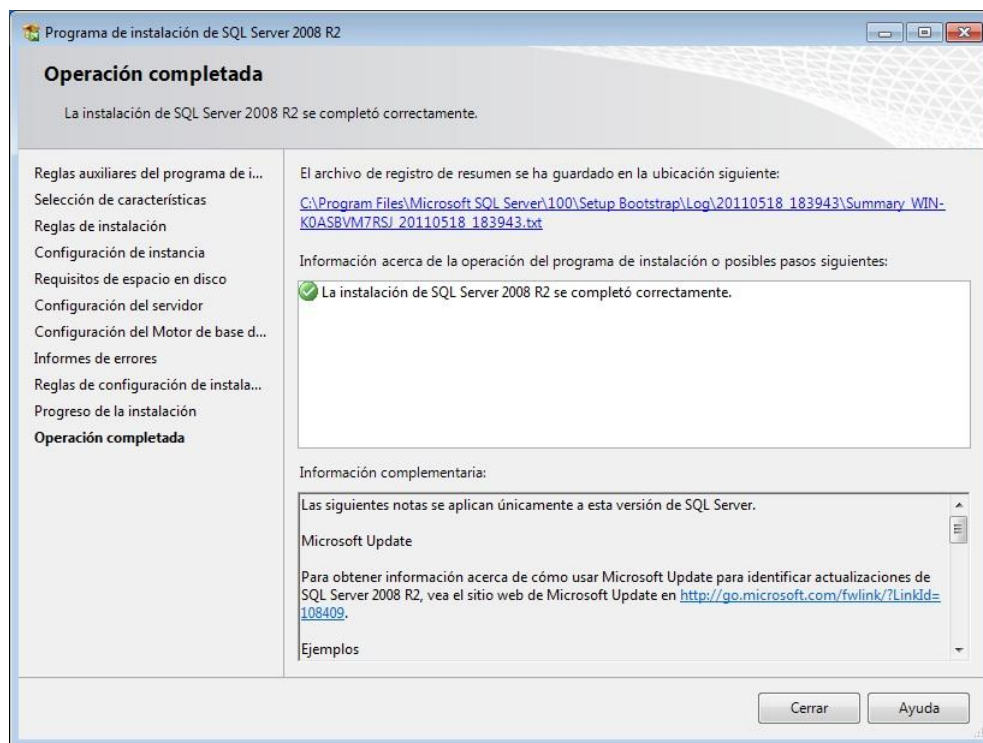 Programa de instalación de SQL Server 2008 R2
Operación completada
La instalación de SQL Server 2008 R2 se completó correctamente.
Reglas auxiliares del programa de i...
Selección de características
Reglas de instalación
Configuración de instancia
Requisitos de espacio en disco
Configuración del servidor
Configuración del Motor de base d...
Informes de errores
Reglas de configuración de instala...
Progreso de la instalación
Operación completada
El archivo de registro de resumen se ha guardado en la ubicación siguiente:
C:\Program Files\Microsoft SQL Server\100\Setup Bootstrap\Log\20110518_183943\Summary_WIN-
K0ASBVM7RSJ_20110518_183943.txt
Información acerca de la operación del programa de instalación o posibles pasos siguientes:
La instalación de SQL Server 2008 R2 se completó correctamente.
Información complementaria:
Las siguientes notas se aplican únicamente a esta versión de SQL Server.
Microsoft Update
Para obtener información acerca de cómo usar Microsoft Update para identificar actualizaciones de
SQL Server 2008 R2, vea el sitio web de Microsoft Update en http://go.microsoft.com/fwlink/?LinkId=
108409.
Ejemplos
Cerrar
Ayuda